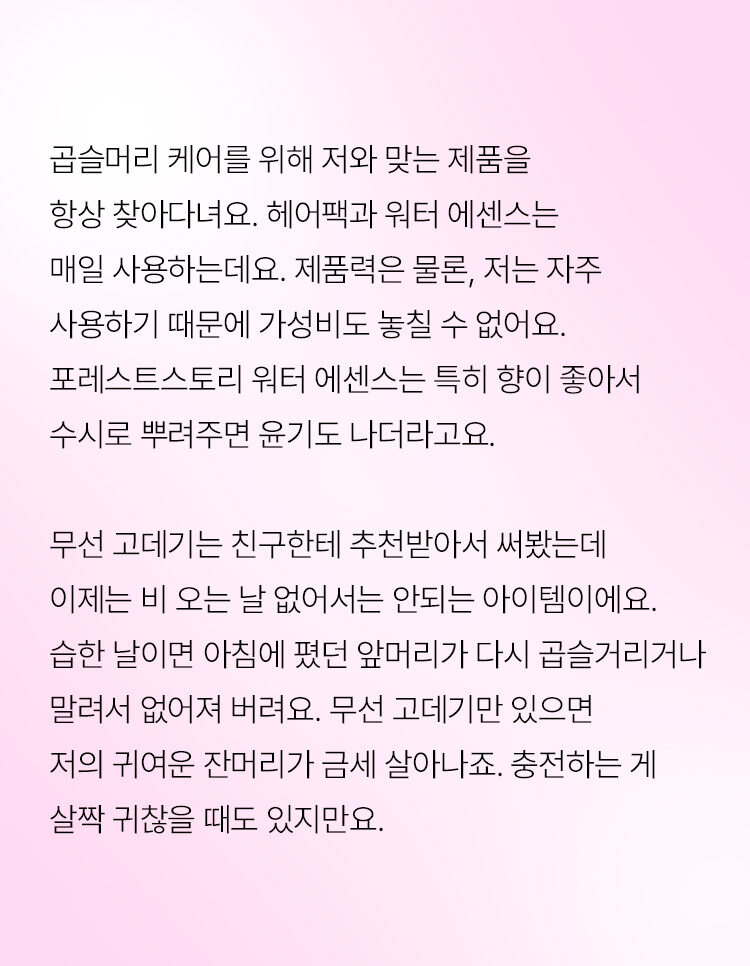 곱슬머리 케어를 위해 저와 맞는 제품을
항상 찾아다녀요. 헤어팩과 워터 에센스는
매일 사용하는데요. 제품력은 물론, 저는 자주
사용하기 때문에 가성비도 놓칠 수 없어요.
포레스트스토리 워터 에센스는 특히 향이 좋아서
수시로 뿌려주면 윤기도 나더라고요.
무선 고데기는 친구한테 추천받아서 써봤는데
이제는 비 오는 날 없어서는 안되는 아이템이에요.
습한 날이면 아침에 폈던 앞머리가 다시 곱슬거리거나
말려서 없어져 버려요. 무선 고데기만 있으면
저의 귀여운 잔머리가 금세 살아나죠. 충전하는 게
살짝 귀찮을 때도 있지만요.